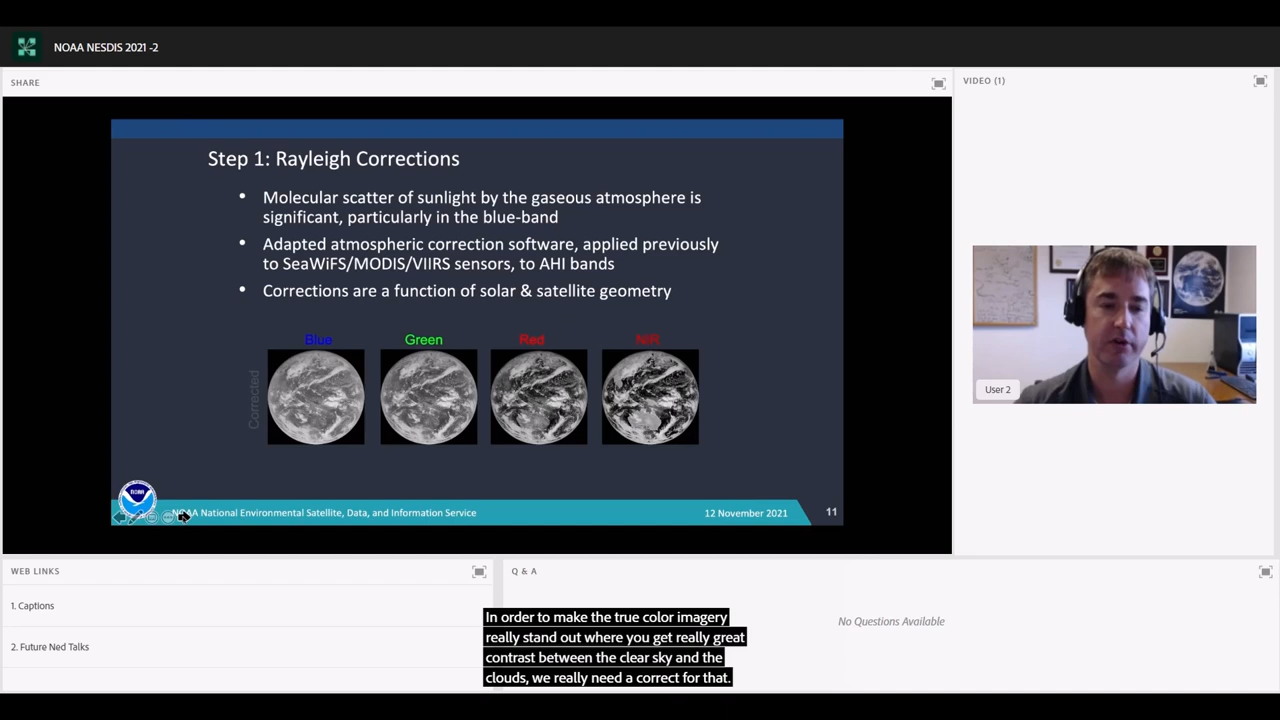 NOAA NESDIS 2021 -2
SHARE
VIDEO (1)
Step 1: Rayleigh Corrections
• Molecular scatter of sunlight by the gaseous atmosphere is
significant, particularly in the blue-band
• Adapted atmospheric correction software, applied previously
to SeaWiFS/MODIS/VIIRS sensors, to AHI bands
• Corrections are a function of solar & satellite geometry
Blue Green Red NIR
Corrected
NOAA
NOAA National Environmental Satellite, Data, and Information Service
12 November 2021
11
User 2
WEB LINKS
1. Captions
2. Future Ned Talks
Q & A
No Questions Available
In order to make the true color imagery
really stand out where you get really great
contrast between the clear sky and the
clouds, we really need a correct for that.